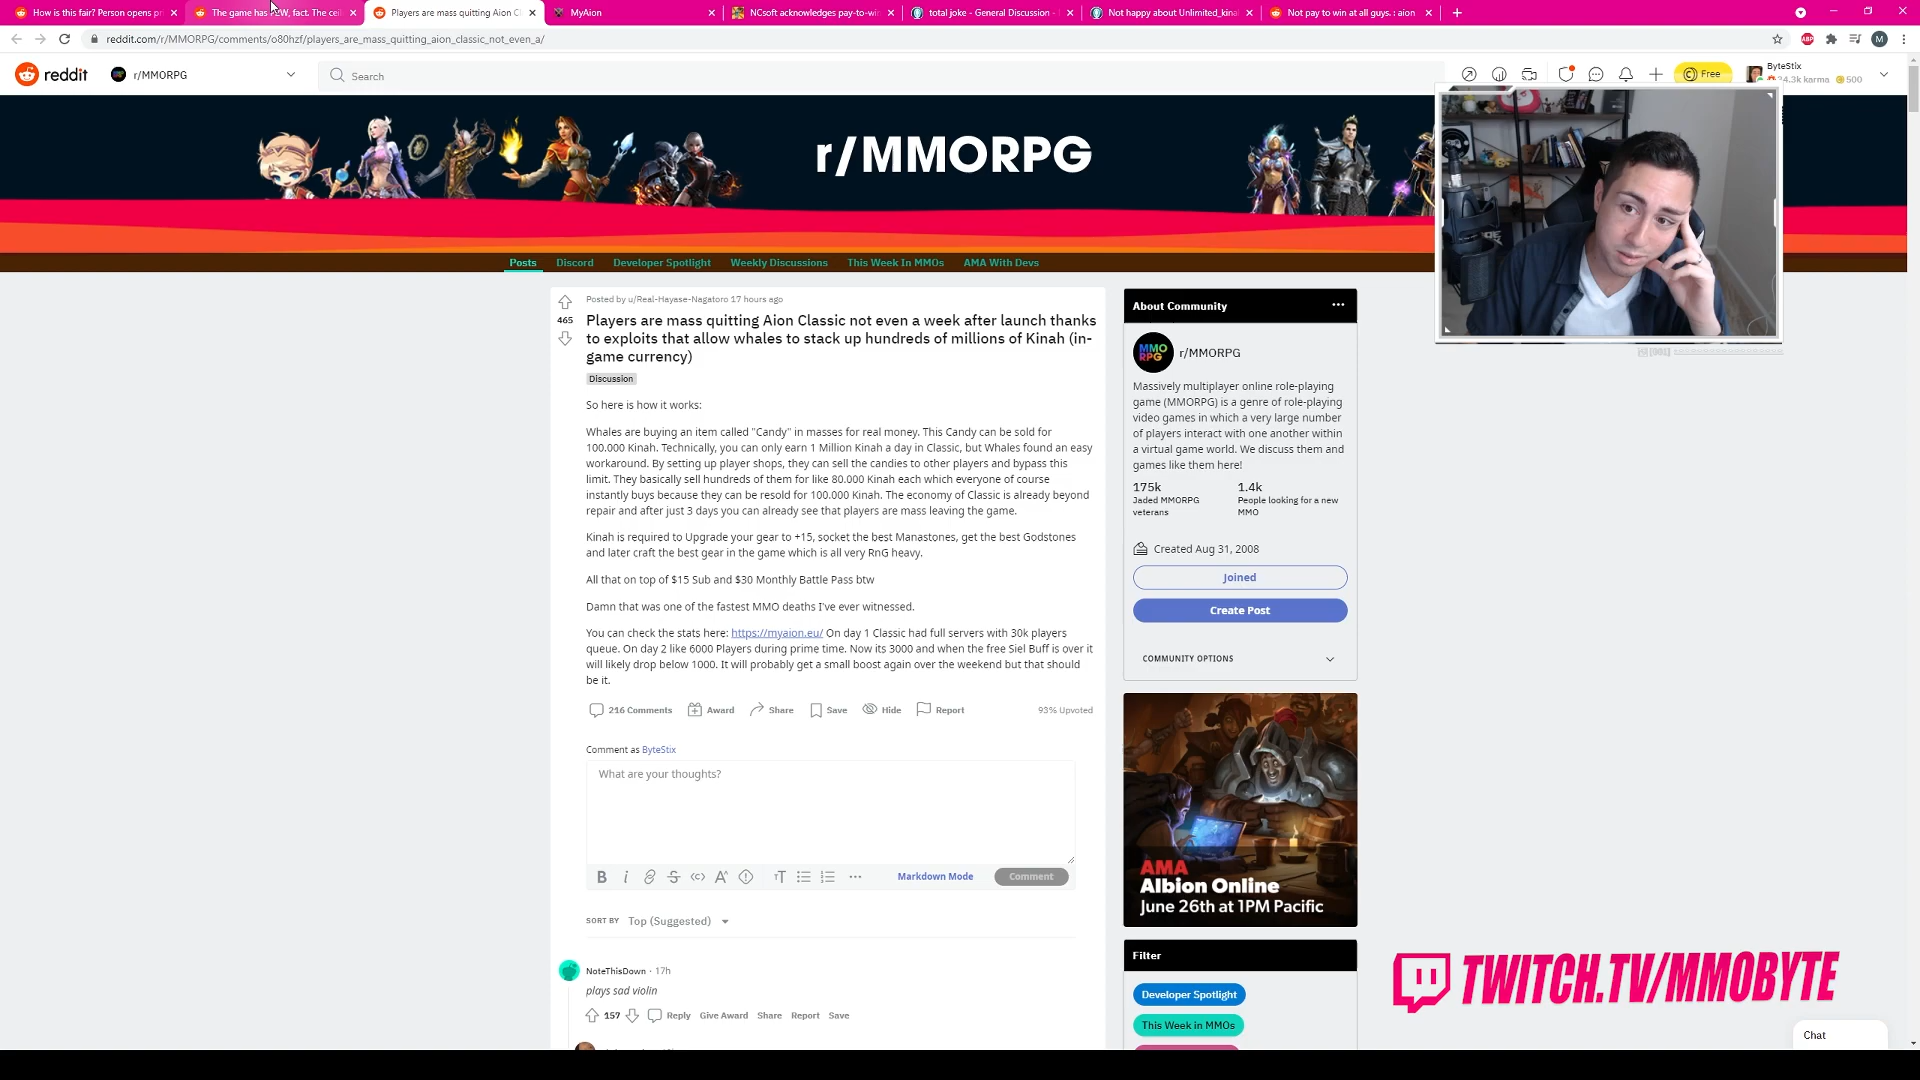 How is this fair? Person opens pr
The game has P2W, fact. The ceil
Players are mass quitting Aion Cl
MyAion
NCsoft acknowledges pay-to-win
total joke - General Discussion -
Not happy about Unlimited_kina
Not pay to win at all guys. : aion
ABP
M
reddit.com/r/MMORPG/comments/o80hzf/players_are_mass_quitting_aion_classic_not_even_a/
reddit
r/MMORPG
Search
Free
ByteStix
24.3k karma
500
r/MMORPG
Posts
Discord
Developer Spotlight
Weekly Discussions
This Week In MMOs
AMA With Devs
Posted by u/Real-Hayase-Nagatoro 17 hours ago
465
Players are mass quitting Aion Classic not even a week after launch thanks
to exploits that allow whales to stack up hundreds of millions of Kinah (in-
game currency)
Discussion
So here is how it works:
Whales are buying an item called "Candy" in masses for real money. This Candy can be sold for
100.000 Kinah. Technically, you can only earn 1 Million Kinah a day in Classic, but Whales found an easy
workaround. By setting up player shops, they can sell the candies to other players and bypass this
limit. They basically sell hundreds of them for like 80.000 Kinah each which everyone of course
instantly buys because they can be resold for 100.000 Kinah. The economy of Classic is already beyond
repair and after just 3 days you can already see that players are mass leaving the game.
Kinah is required to Upgrade your gear to +15, socket the best Manastones, get the best Godstones
and later craft the best gear in the game which is all very RnG heavy.
All that on top of $15 Sub and $30 Monthly Battle Pass btw
Damn that was one of the fastest MMO deaths I've ever witnessed.
You can check the stats here: https://myaion.eu/ On day 1 Classic had full servers with 30k players
queue. On day 2 like 6000 Players during prime time. Now its 3000 and when the free Siel Buff is over it
will likely drop below 1000. It will probably get a small boost again over the weekend but that should
be it.
216 Comments
Award
Share
Save
Hide
Report
93% Upvoted
Comment as ByteStix
What are your thoughts?
Markdown Mode
Comment
SORT BY
Top (Suggested)
NoteThisDown · 17h
plays sad violin
157
Reply
Give Award
Share
Report
Save
About Community
MMO
RPG
r/MMORPG
Massively multiplayer online role-playing
game (MMORPG) is a genre of role-playing
video games in which a very large number
of players interact with one another within
a virtual game world. We discuss them and
games like them here!
175k
Jaded MMORPG
veterans
1.4k
People looking for a new
MMO
Created Aug 31, 2008
Joined
Create Post
COMMUNITY OPTIONS
AMA
Albion Online
June 26th at 1PM Pacific
Filter
Developer Spotlight
This Week in MMOs
TWITCH.TV/MMOBYTE
Chat